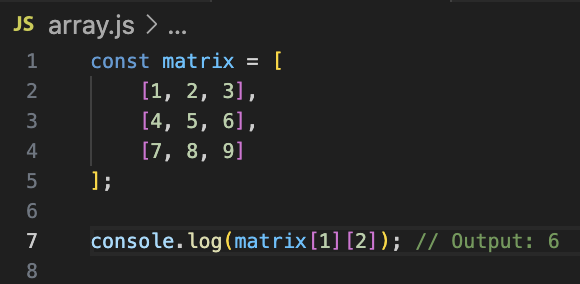 JS array.js > ...
1 const matrix = [
2     [1, 2, 3],
3     [4, 5, 6],
4     [7, 8, 9]
5 ];
6
7 console.log(matrix[1][2]); // Output: 6
8